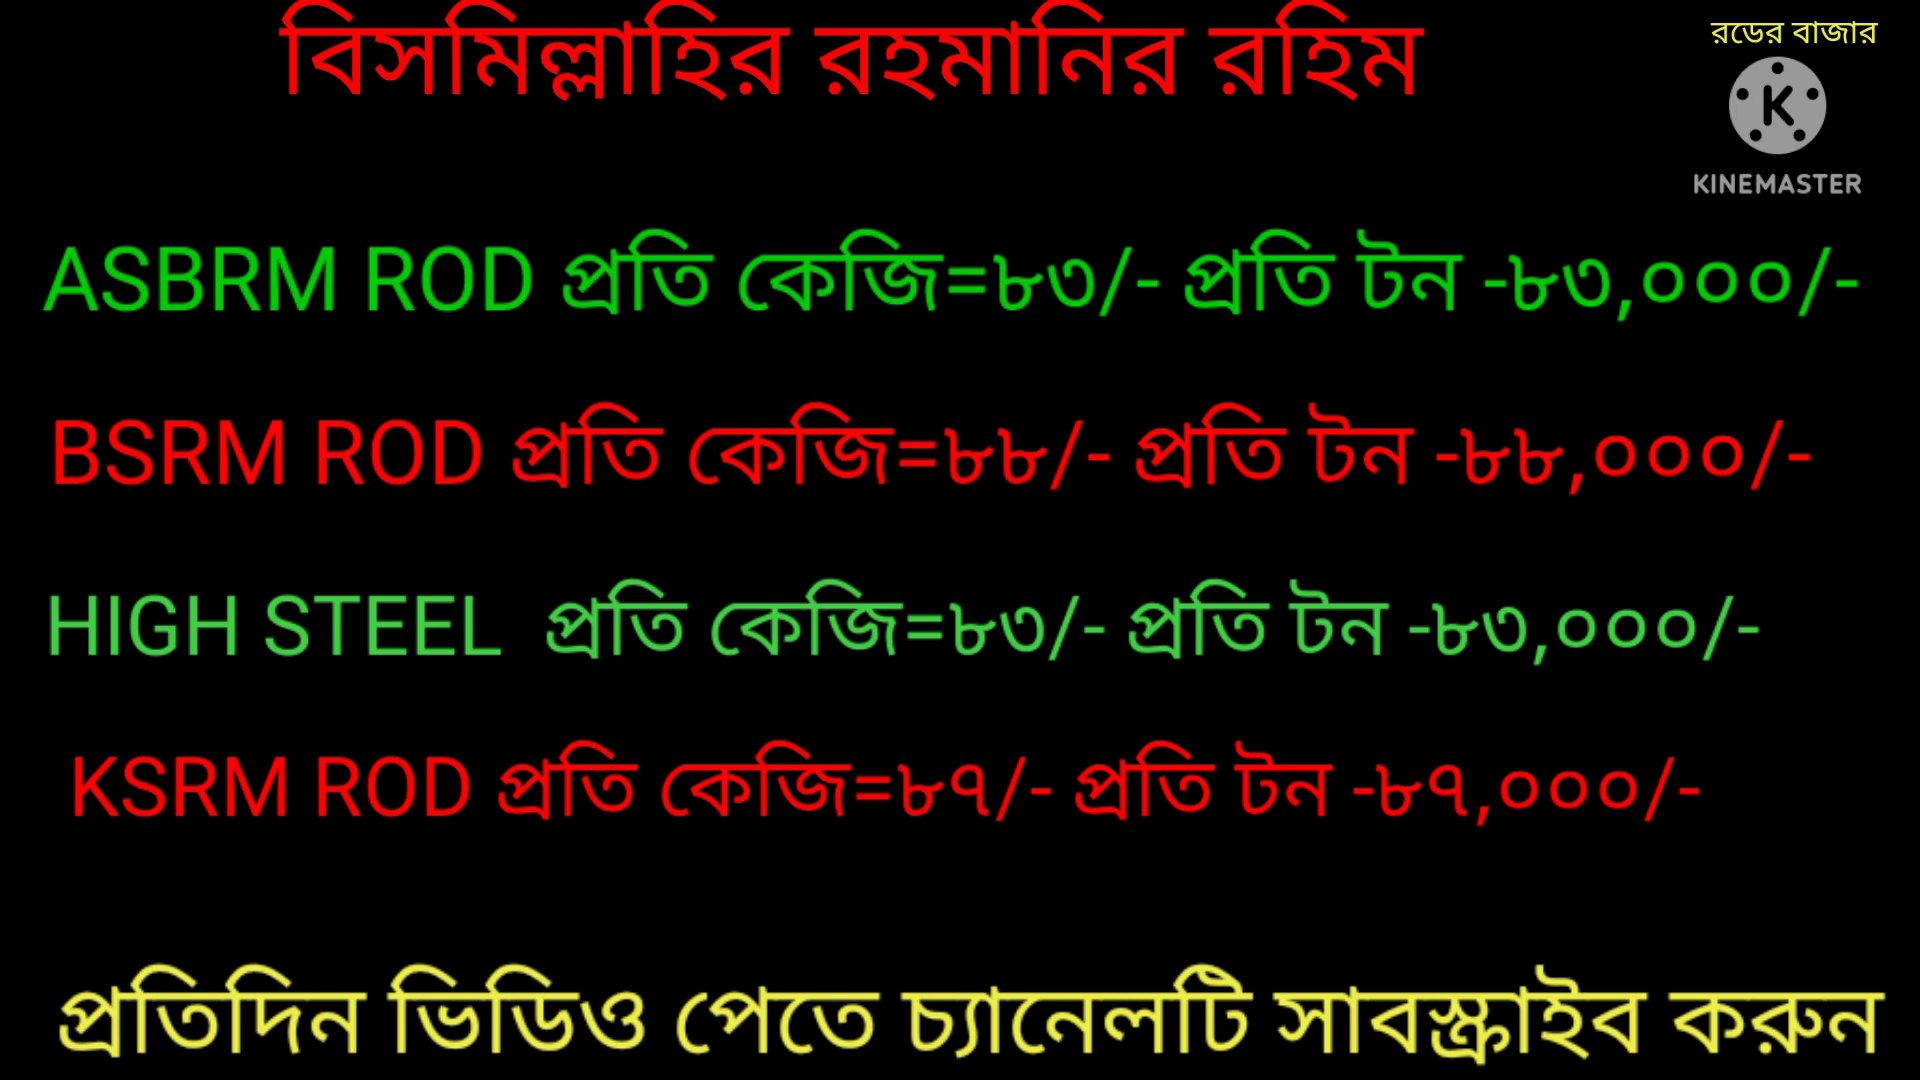 বিসমিল্লাহির রহমানির রহিম
রডের বাজার
K
KINEMASTER
ASBRM ROD প্রতি কেজি=৮৩/- প্রতি টন -৮৩,০০০/-
BSRM ROD প্রতি কেজি=৮৮/- প্রতি টন -৮৮,০০০/-
HIGH STEEL প্রতি কেজি=৮৩/- প্রতি টন -৮৩,০০০/-
KSRM ROD প্রতি কেজি=৮৭/- প্রতি টন -৮৭,০০০/-
প্রতিদিন ভিডিও পেতে চ্যানেলটি সাবস্ক্রাইব করুন